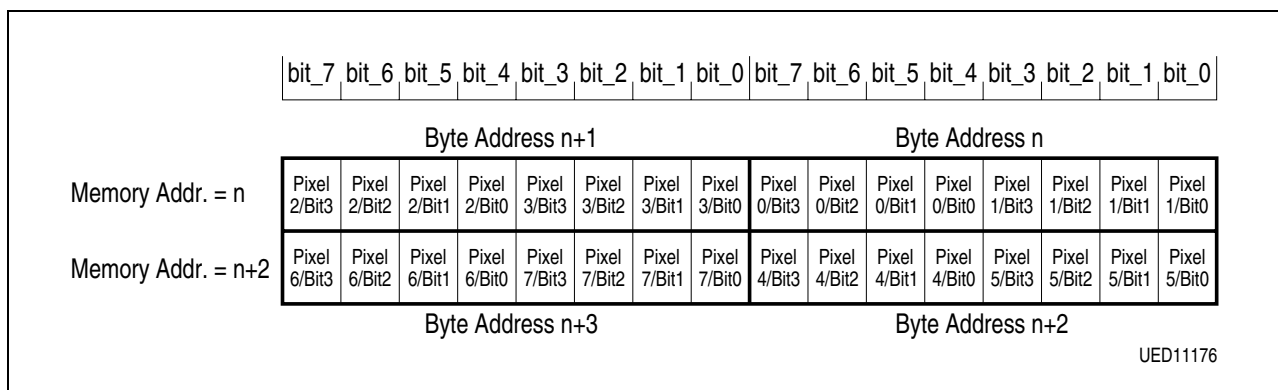 bit_7 bit_6 bit_5 bit_4 bit_3 bit_2 bit_1 bit_0 bit_7 bit_6 bit_5 bit_4 bit_3 bit_2 bit_1 bit_0
Byte Address n+1 Byte Address n
Memory Addr. = n
Pixel Pixel Pixel Pixel Pixel Pixel Pixel Pixel Pixel Pixel Pixel Pixel Pixel Pixel Pixel Pixel
2/Bit3 2/Bit2 2/Bit1 2/Bit0 3/Bit3 3/Bit2 3/Bit1 3/Bit0 0/Bit3 0/Bit2 0/Bit1 0/Bit0 1/Bit3 1/Bit2 1/Bit1 1/Bit0
Memory Addr. = n+2
Pixel Pixel Pixel Pixel Pixel Pixel Pixel Pixel Pixel Pixel Pixel Pixel Pixel Pixel Pixel Pixel
6/Bit3 6/Bit2 6/Bit1 6/Bit0 7/Bit3 7/Bit2 7/Bit1 7/Bit0 4/Bit3 4/Bit2 4/Bit1 4/Bit0 5/Bit3 5/Bit2 5/Bit1 5/Bit0
Byte Address n+3 Byte Address n+2
UED11176